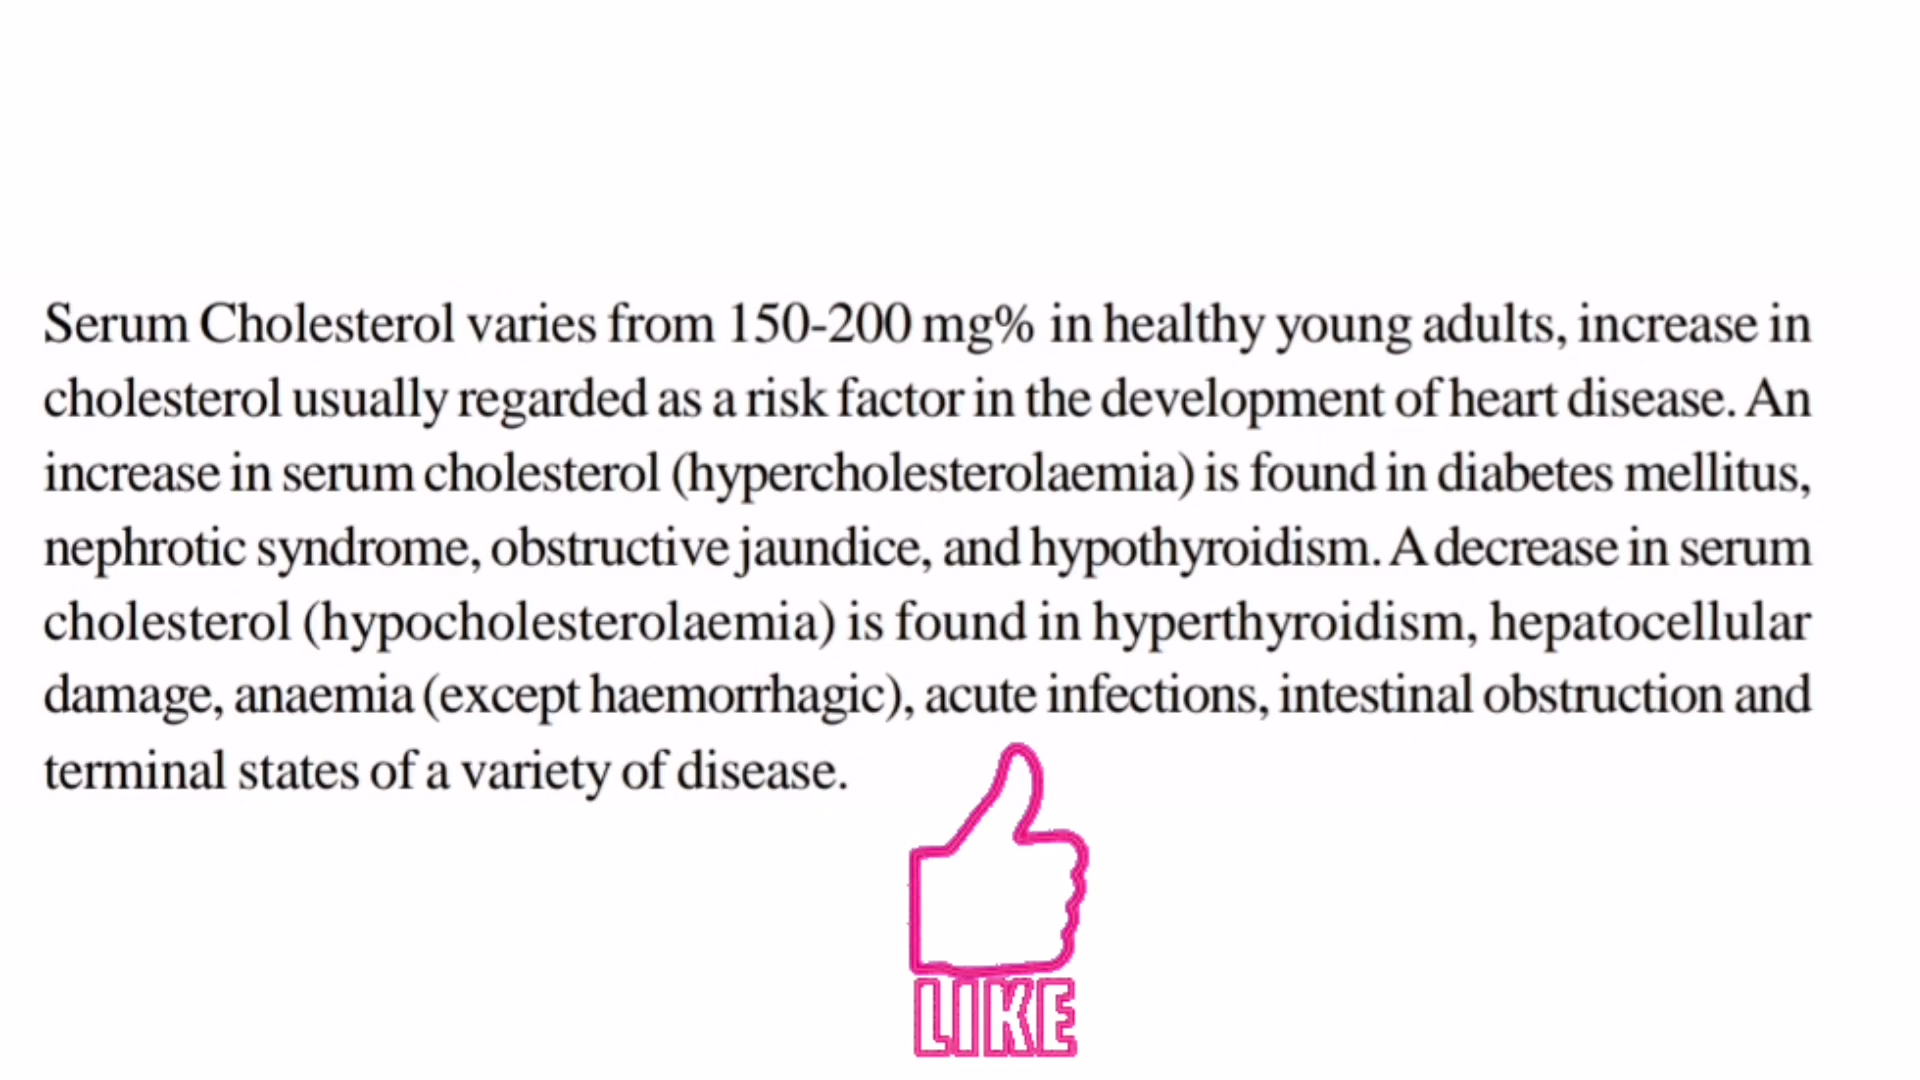 Serum Cholesterol varies from 150-200 mg% in healthy young adults, increase in
cholesterol usually regarded as a risk factor in the development of heart disease. An
increase in serum cholesterol (hypercholesterolaemia) is found in diabetes mellitus,
nephrotic syndrome, obstructive jaundice, and hypothyroidism. A decrease in serum
cholesterol (hypocholesterolaemia) is found in hyperthyroidism, hepatocellular
damage, anaemia (except haemorrhagic), acute infections, intestinal obstruction and
terminal states of a variety of disease.
LIKE